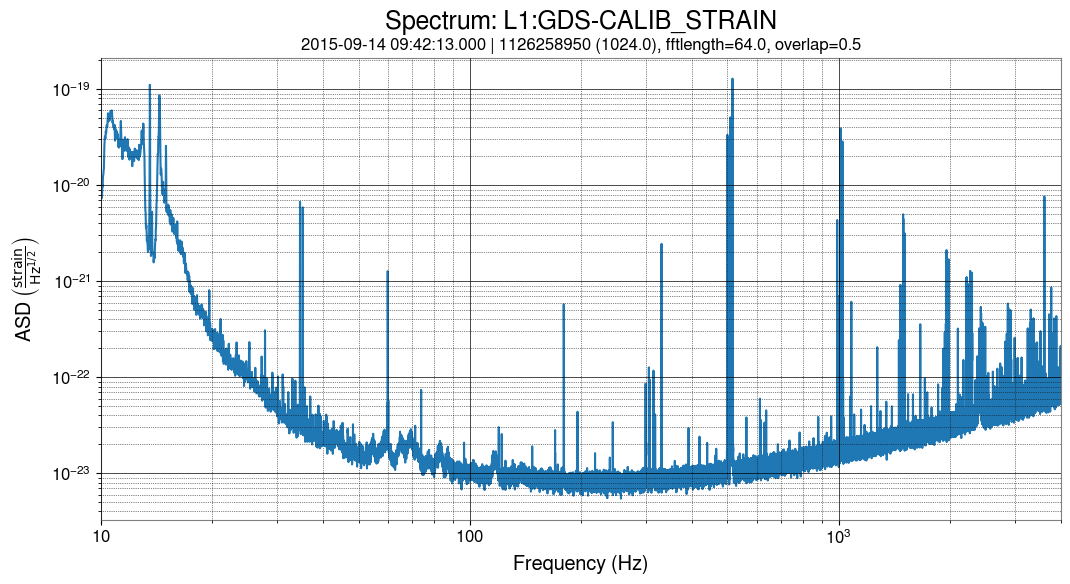 Spectrum: L1:GDS-CALIB_STRAIN
2015-09-14 09:42:13.000 | 1126258950 (1024.0), fftlength=64.0, overlap=0.5
ASD (strain/Hz^{1/2})
10^{−19}
10^{−20}
10^{−21}
10^{−22}
10^{−23}
10 100 10^3
Frequency (Hz)